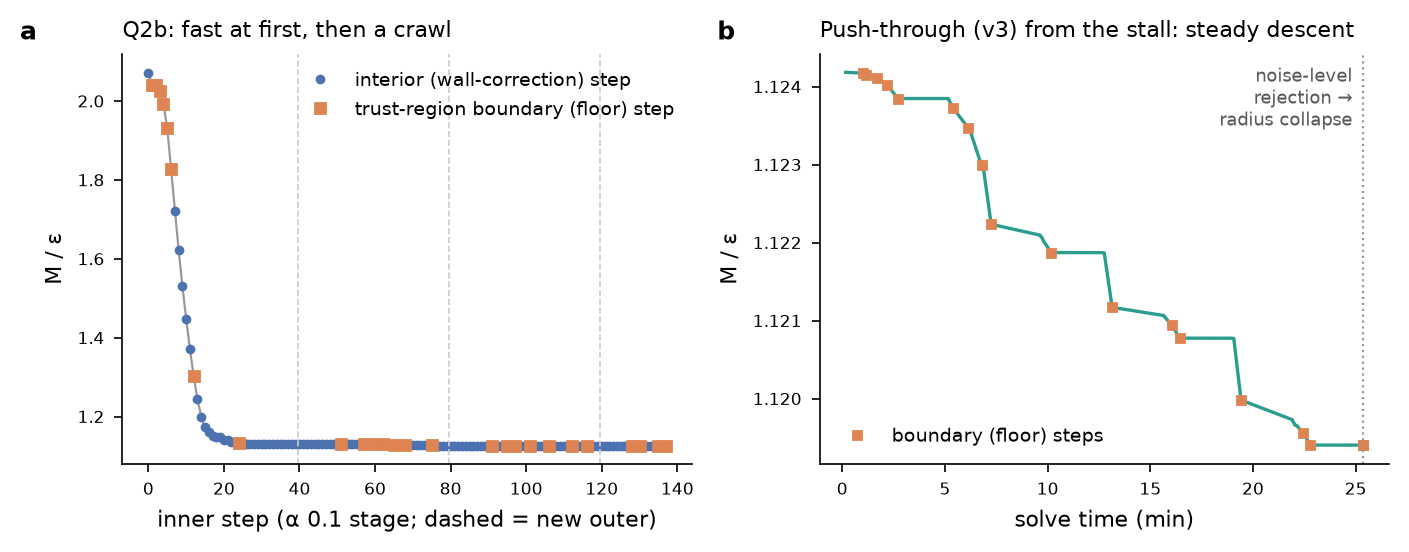 a
Q2b: fast at first, then a crawl
interior (wall-correction) step
trust-region boundary (floor) step
M / ε
2.0
1.8
1.6
1.4
1.2
0
20
40
60
80
100
120
140
inner step (α 0.1 stage; dashed = new outer)
b
Push-through (v3) from the stall: steady descent
noise-level
rejection →
radius collapse
M / ε
1.124
1.123
1.122
1.121
1.120
boundary (floor) steps
0
5
10
15
20
25
solve time (min)